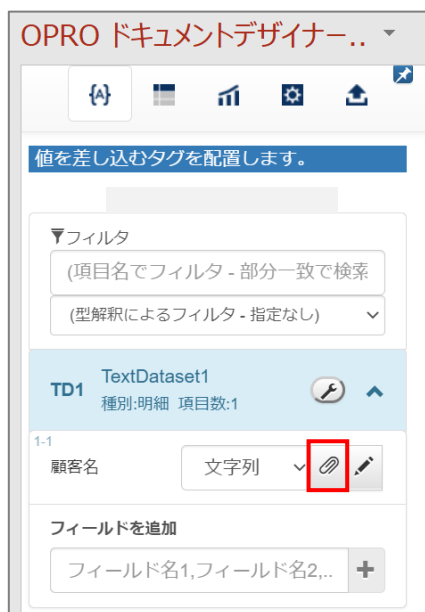 OPRO ドキュメントデザイナー..
{A}
値を差し込むタグを配置します。
フィルタ
(項目名でフィルタ - 部分一致で検索
(型解釈によるフィルタ - 指定なし)
TD1 TextDataset1
種別:明細 項目数:1
1-1
顧客名 文字列
フィールドを追加
フィールド名1,フィールド名2,.. +